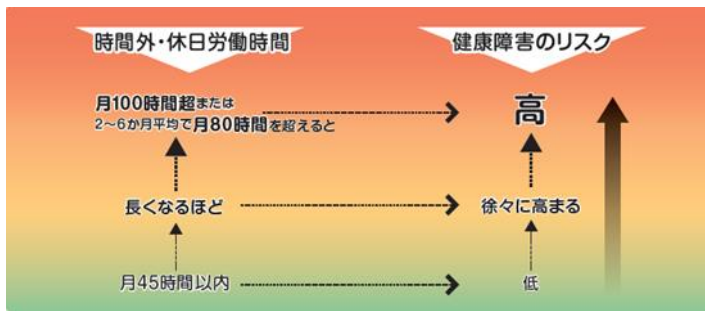 時間外・休日労働時間
健康障害のリスク
月100時間超または
2～6か月平均で月80時間を超えると
高
長くなるほど
徐々に高まる
月45時間以内
低